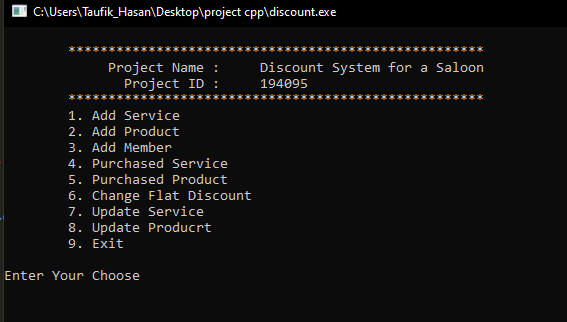 C:\Users\Taufik_Hasan\Desktop\project cpp\discount.exe
****************************************************
Project Name : Discount System for a Saloon
Project ID : 194095
****************************************************
1. Add Service
2. Add Product
3. Add Member
4. Purchased Service
5. Purchased Product
6. Change Flat Discount
7. Update Service
8. Update Producrt
9. Exit
Enter Your Choose